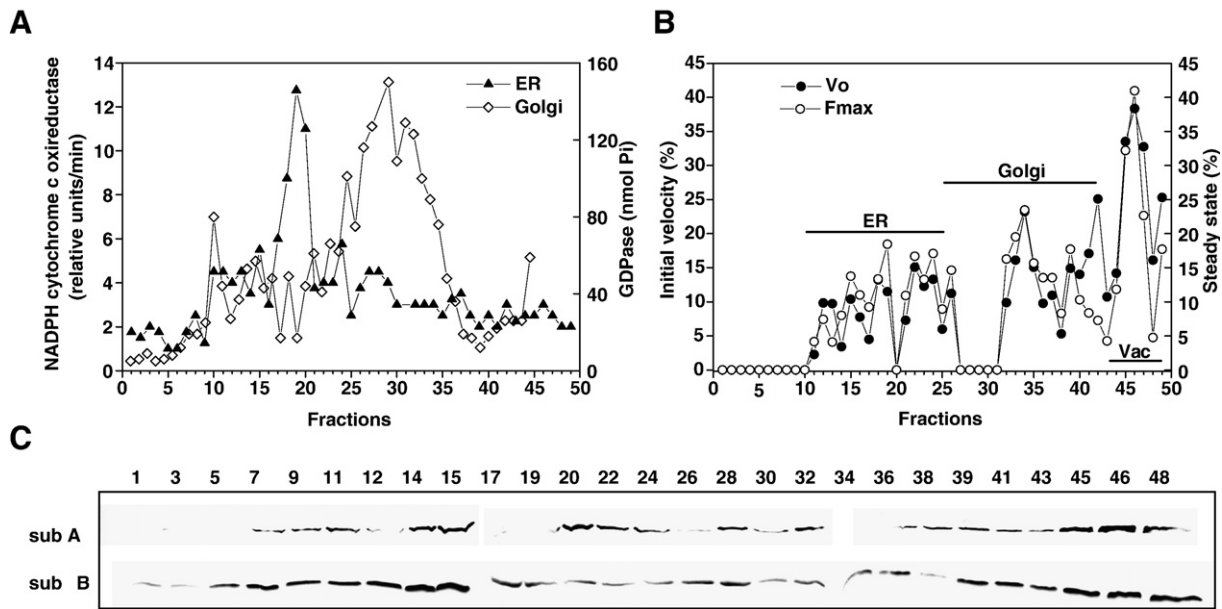 A
NADPH cytochrome c oxireductase
(relative units/min)
14
12
10
8
6
4
2
0
ER
Golgi
160
120
80
40
0
GDPase (nmol Pi)
0 5 10 15 20 25 30 35 40 45 50
Fractions
B
Initial velocity (%)
45
40
35
30
25
20
15
10
5
0
Vo
Fmax
ER
Golgi
Vac
45
40
35
30
25
20
15
10
5
0
Steady state (%)
0 5 10 15 20 25 30 35 40 45 50
Fractions
C
1 3 5 7 9 11 12 14 15 17 19 20 22 24 26 28 30 32 34 36 38 39 41 43 45 46 48
sub A
sub B